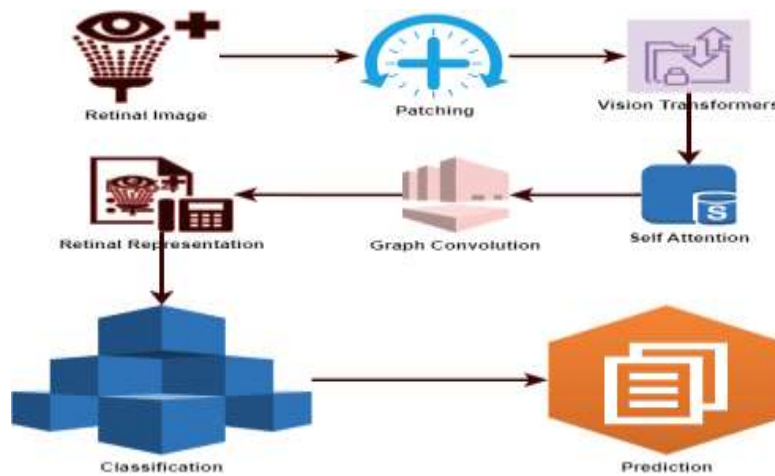 Retinal Image
Patching
Vision Transformers
Retinal Representation
Graph Convolution
Self Attention
S
Classification
Prediction